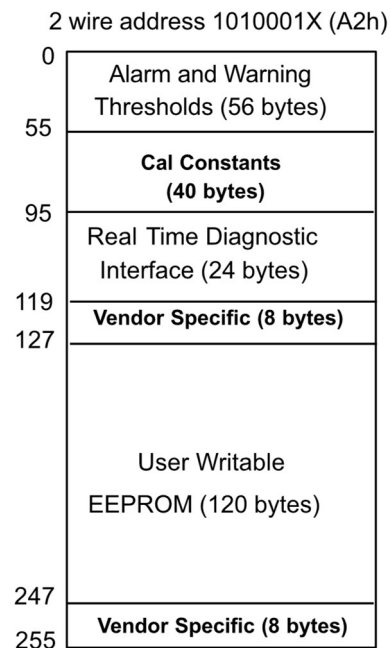 2 wire address 1010001X (A2h)
0
Alarm and Warning
Thresholds (56 bytes)
55
Cal Constants
(40 bytes)
95
Real Time Diagnostic
Interface (24 bytes)
119
Vendor Specific (8 bytes)
127
User Writable
EEPROM (120 bytes)
247
Vendor Specific (8 bytes)
255